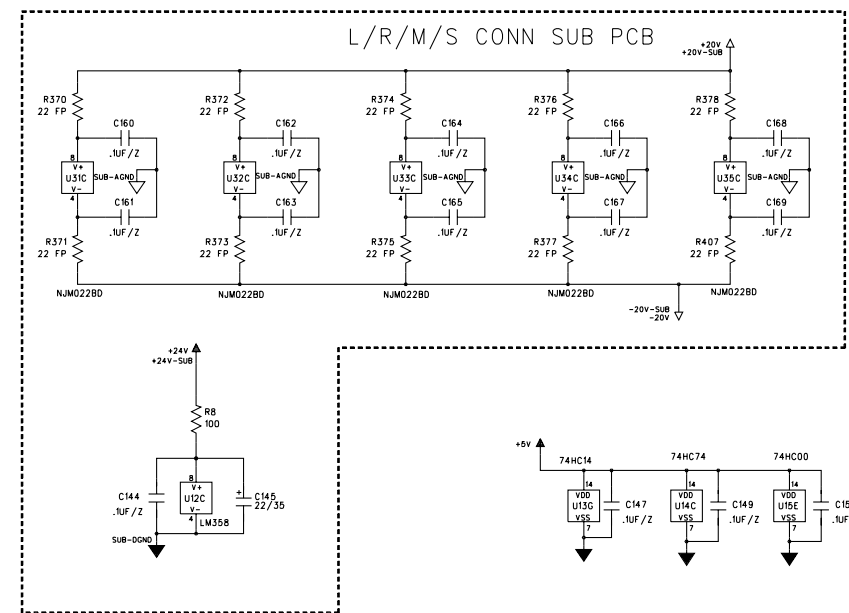 L/R/M/S CONN SUB PCB
+20V
+20V-SUB
R370
22 FP
R372
22 FP
R374
22 FP
R376
22 FP
R378
22 FP
C160
.1UF/Z
C162
.1UF/Z
C164
.1UF/Z
C166
.1UF/Z
C168
.1UF/Z
8
V+
U31C
V-
4
SUB-AGND
8
V+
U32C
V-
4
SUB-AGND
8
V+
U33C
V-
4
SUB-AGND
8
V+
U34C
V-
4
SUB-AGND
8
V+
U35C
V-
4
SUB-AGND
C161
.1UF/Z
C163
.1UF/Z
C165
.1UF/Z
C167
.1UF/Z
C169
.1UF/Z
R371
22 FP
R373
22 FP
R375
22 FP
R377
22 FP
R407
22 FP
NJM022BD
NJM022BD
NJM022BD
NJM022BD
NJM022BD
-20V-SUB
-20V
+24V
+24V-SUB
R8
100
C144
.1UF/Z
8
V+
U12C
V-
4
LM358
C145
22/35
SUB-DGND
+5V
74HC14
74HC74
74HC00
14
VDD
U13G
VSS
7
C147
.1UF/Z
14
VDD
U14C
VSS
7
C149
.1UF/Z
14
VDD
U15E
VSS
7